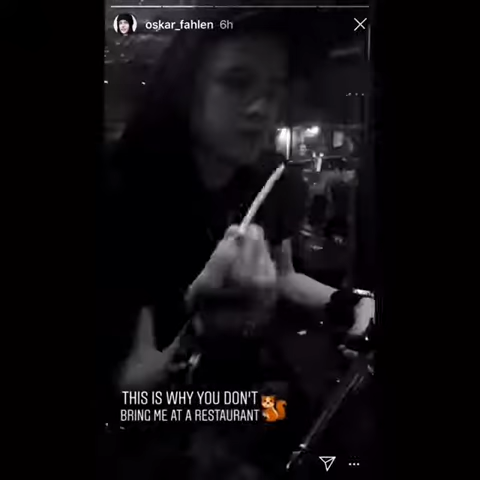 oskar_fahlen 6h
THIS IS WHY YOU DON'T
BRING ME AT A RESTAURANT